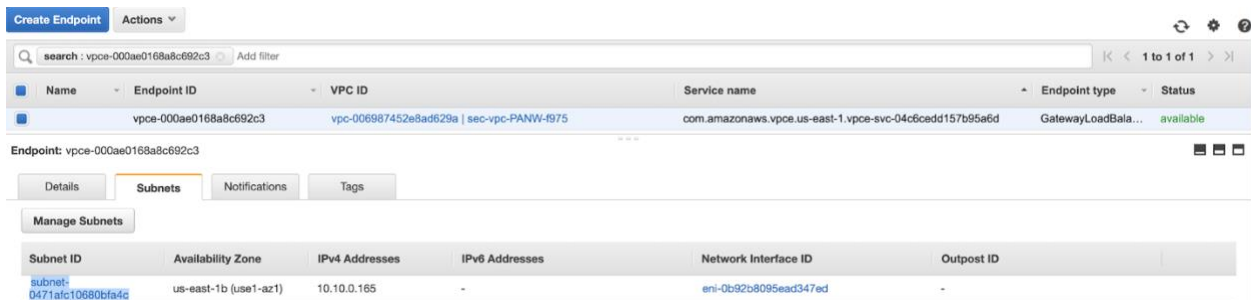 Create Endpoint Actions
search : vpce-000ae0168a8c692c3 Add filter 1 to 1 of 1
Name Endpoint ID VPC ID Service name Endpoint type Status
vpce-000ae0168a8c692c3 vpc-006987452e8ad629a | sec-vpc-PANW-f975 com.amazonaws.vpce.us-east-1.vpce-svc-04c6cedd157b95a6d GatewayLoadBala... available
Endpoint: vpce-000ae0168a8c692c3
Details Subnets Notifications Tags
Manage Subnets
Subnet ID Availability Zone IPv4 Addresses IPv6 Addresses Network Interface ID Outpost ID
subnet-
0471afc10680bfa4c us-east-1b (use1-az1) 10.10.0.165 - eni-0b92b8095ead347ed -